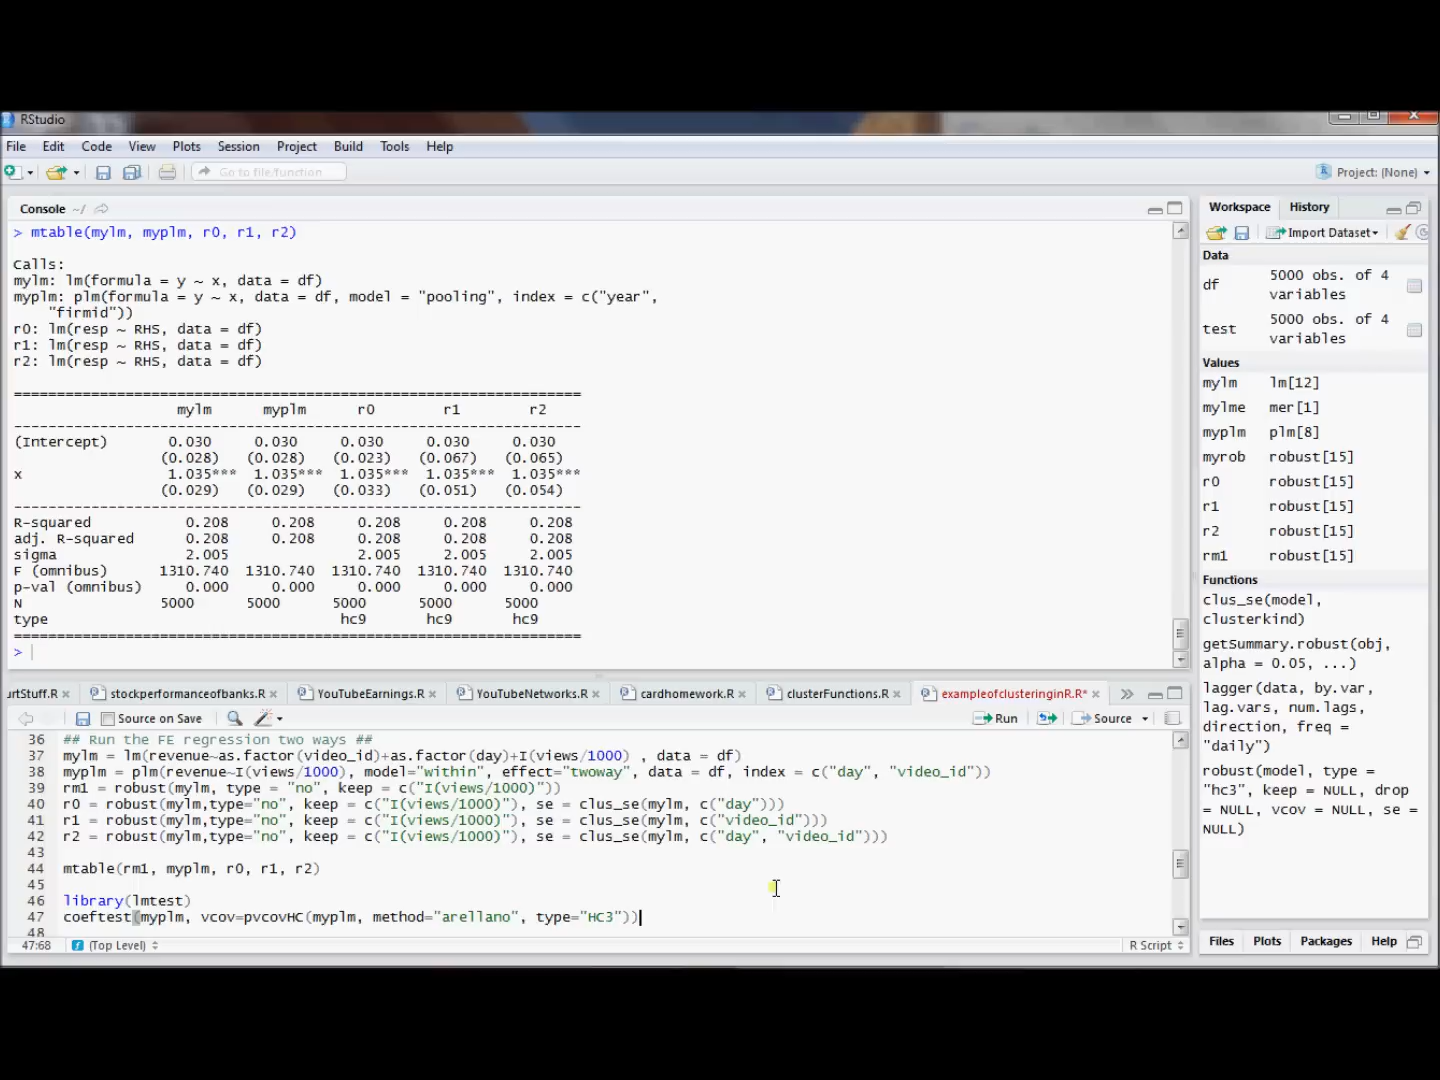 RStudio
File Edit Code View Plots Session Project Build Tools Help
Go to file/function
Project: (None)
Console ~/
> mtable(mylm, myplm, r0, r1, r2)
Calls:
mylm: lm(formula = y ~ x, data = df)
myplm: plm(formula = y ~ x, data = df, model = "pooling", index = c("year",
"firmid"))
r0: lm(resp ~ RHS, data = df)
r1: lm(resp ~ RHS, data = df)
r2: lm(resp ~ RHS, data = df)
==================================================================
mylm myplm r0 r1 r2
------------------------------------------------------------------
(Intercept) 0.030 0.030 0.030 0.030 0.030
(0.028) (0.028) (0.023) (0.067) (0.065)
x 1.035*** 1.035*** 1.035*** 1.035*** 1.035***
(0.029) (0.029) (0.033) (0.051) (0.054)
------------------------------------------------------------------
R-squared 0.208 0.208 0.208 0.208 0.208
adj. R-squared 0.208 0.208 0.208 0.208 0.208
sigma 2.005 2.005 2.005 2.005
F (omnibus) 1310.740 1310.740 1310.740 1310.740 1310.740
p-val (omnibus) 0.000 0.000 0.000 0.000 0.000
N 5000 5000 5000 5000 5000
type hc9 hc9 hc9
==================================================================
>
urtStuff.R stockperformanceofbanks.R YouTubeEarnings.R YouTubeNetworks.R cardhomework.R clusterFunctions.R exampleofclusteringinR.R*
Source on Save Run Source
36 ## Run the FE regression two ways ##
37 mylm = lm(revenue~as.factor(video_id)+as.factor(day)+I(views/1000) , data = df)
38 myplm = plm(revenue~I(views/1000), model="within", effect="twoway", data = df, index = c("day", "video_id"))
39 rm1 = robust(mylm, type = "no", keep = c("I(views/1000)"))
40 r0 = robust(mylm,type="no", keep = c("I(views/1000)"), se = clus_se(mylm, c("day")))
41 r1 = robust(mylm,type="no", keep = c("I(views/1000)"), se = clus_se(mylm, c("video_id")))
42 r2 = robust(mylm,type="no", keep = c("I(views/1000)"), se = clus_se(mylm, c("day", "video_id")))
43
44 mtable(rm1, myplm, r0, r1, r2)
45
46 library(lmtest)
47 coeftest(myplm, vcov=pvcovHC(myplm, method="arellano", type="HC3"))
48
47:68 (Top Level) R Script
Workspace History
Import Dataset
Data
df 5000 obs. of 4
variables
test 5000 obs. of 4
variables
Values
mylm lm[12]
mylme mer[1]
myplm plm[8]
myrob robust[15]
r0 robust[15]
r1 robust[15]
r2 robust[15]
rm1 robust[15]
Functions
clus_se(model,
clusterkind)
getSummary.robust(obj,
alpha = 0.05, ...)
lagger(data, by.var,
lag.vars, num.lags,
direction, freq =
"daily")
robust(model, type =
"hc3", keep = NULL, drop
= NULL, vcov = NULL, se =
NULL)
Files Plots Packages Help